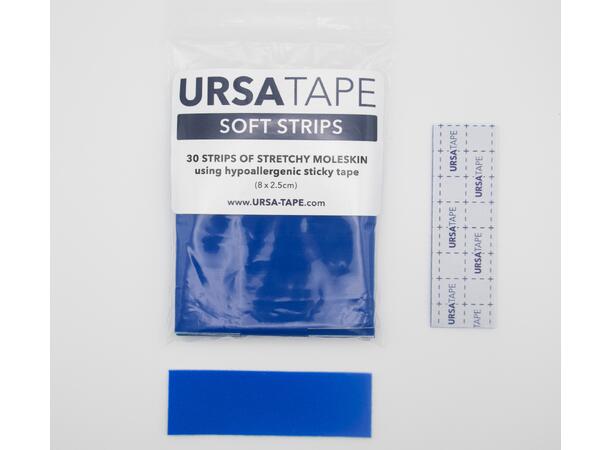 URSATAPE
SOFT STRIPS
30 STRIPS OF STRETCHY MOLESKIN
using hypoallergenic sticky tape
(8 x 2.5cm)
www.URSA-TAPE.com
URSATAPE
URSATAPE
URSATAPE
URSATAPE
URSATAPE
TAPE